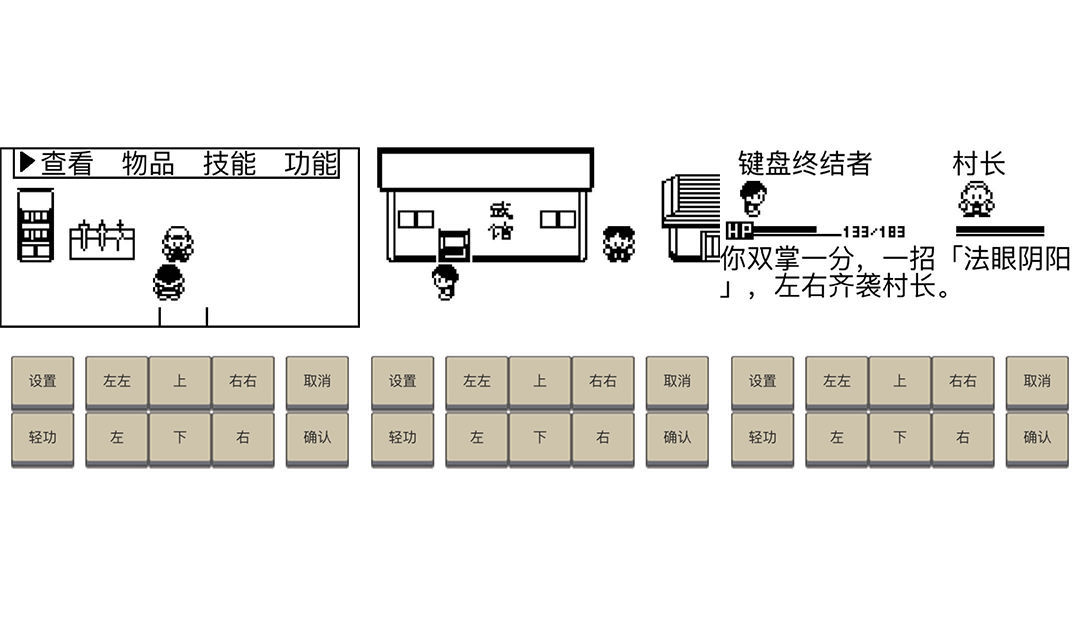 查看 物品 技能 功能
武馆
键盘终结者 村长
HP 133/183
你双掌一分，一招「法眼阴阳
」，左右齐袭村长。
设置 左左 上 右右 取消
轻功 左 下 右 确认
设置 左左 上 右右 取消
轻功 左 下 右 确认
设置 左左 上 右右 取消
轻功 左 下 右 确认